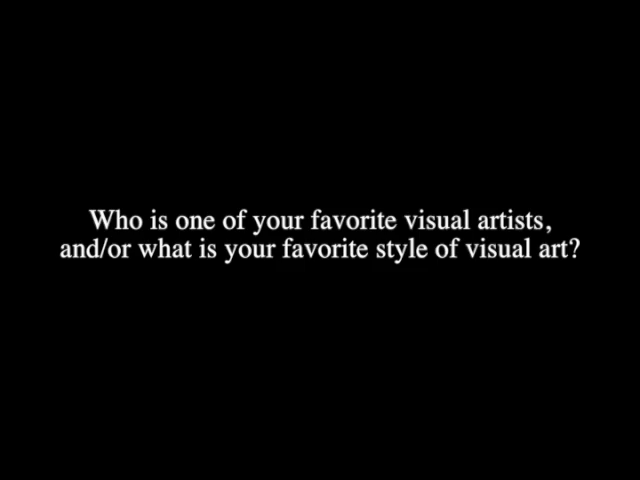 Who is one of your favorite visual artists,
and/or what is your favorite style of visual art?